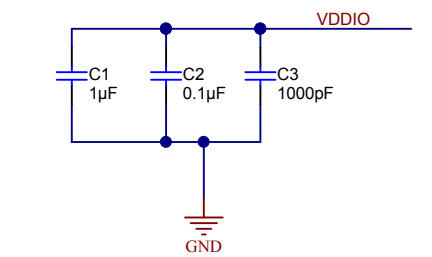 VDDIO
C1
1µF
C2
0.1µF
C3
1000pF
GND